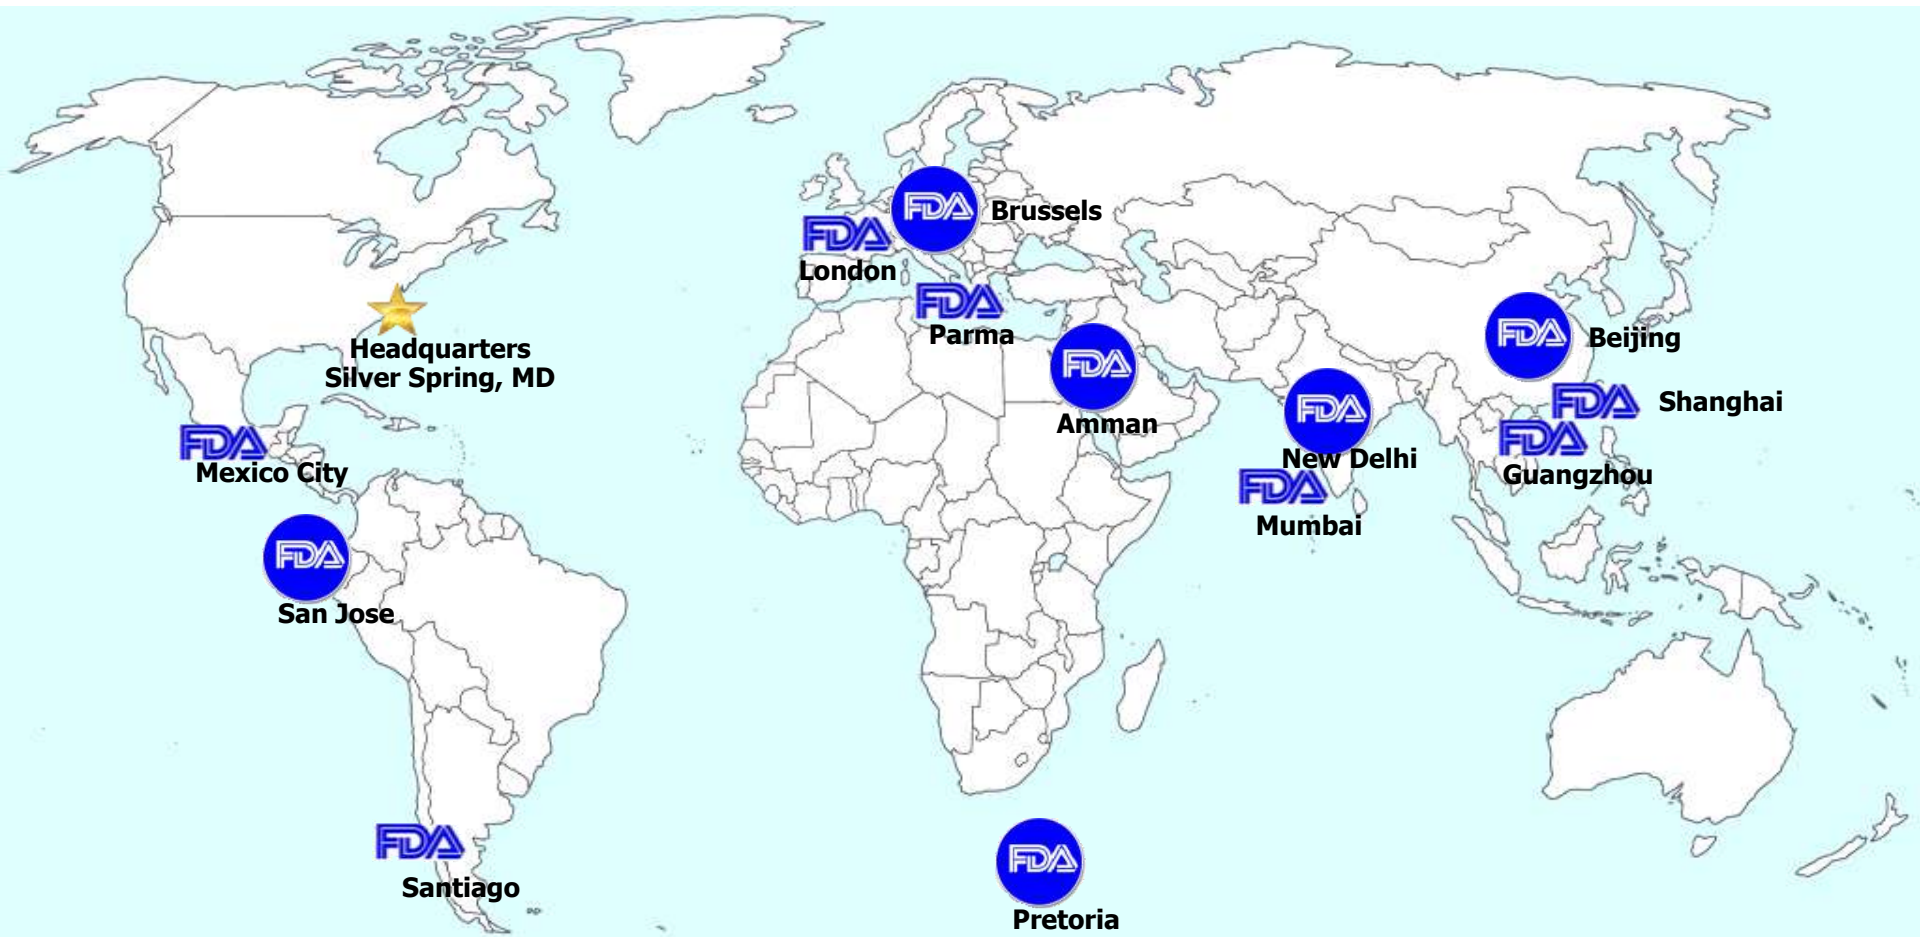 FDA
Brussels
FDA
London
FDA
Parma
Headquarters
Silver Spring, MD
FDA
Beijing
FDA
Amman
FDA
New Delhi
FDA
Shanghai
FDA
Guangzhou
FDA
Mexico City
FDA
Mumbai
FDA
San Jose
FDA
Santiago
FDA
Pretoria